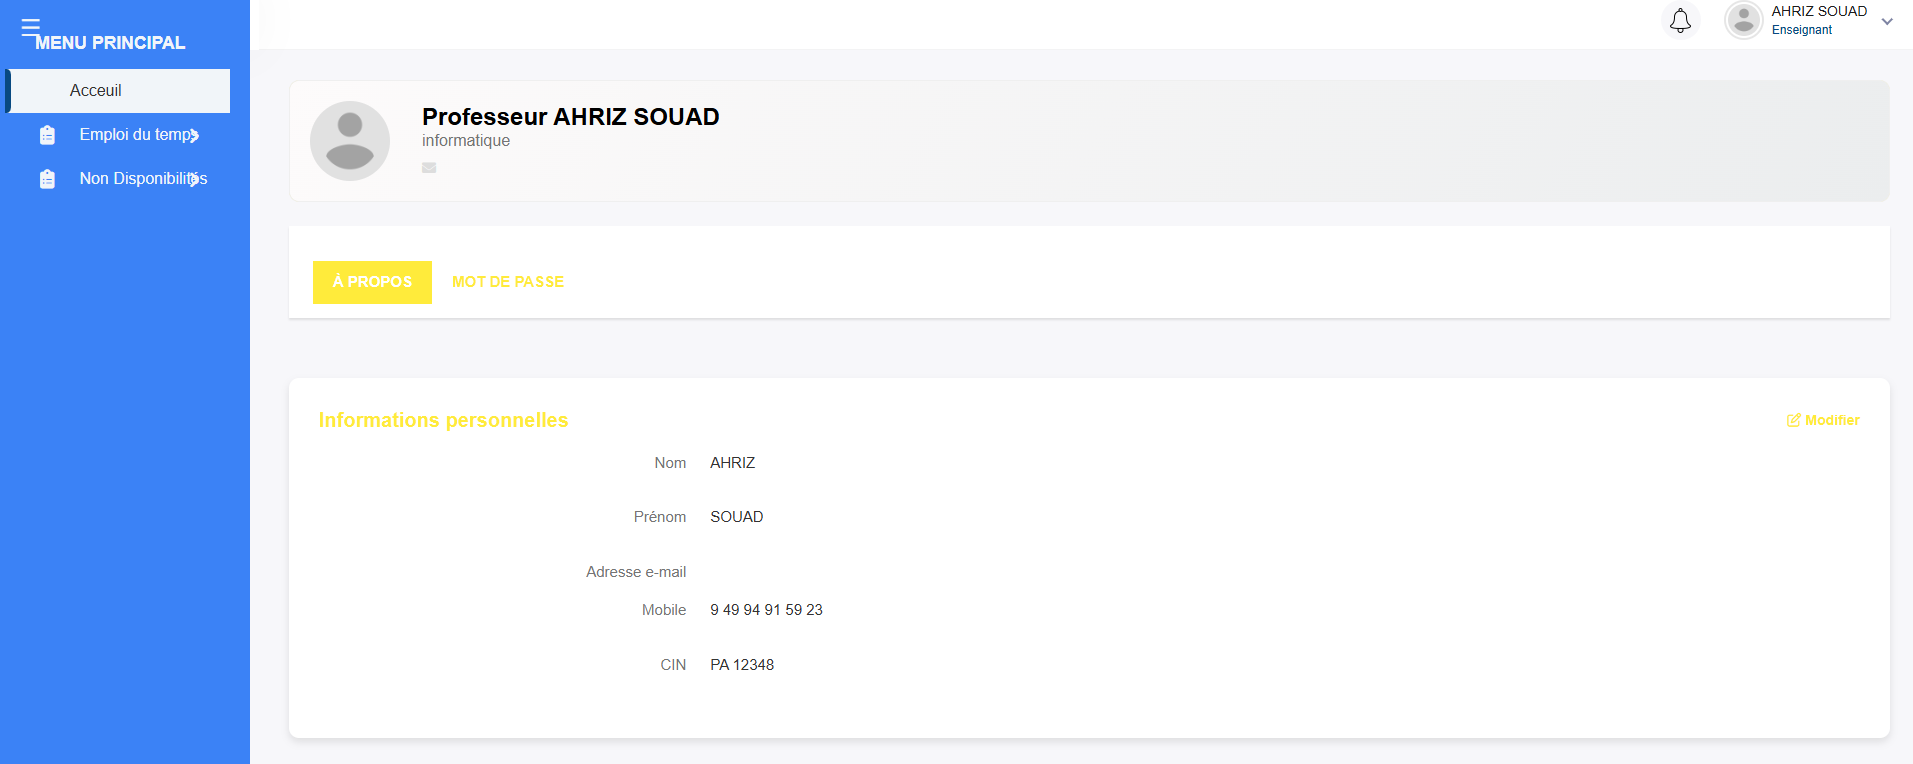 MENU PRINCIPAL
Acceuil
Emploi du temps
Non Disponibilités
AHRIZ SOUAD
Enseignant
Professeur AHRIZ SOUAD
informatique
À PROPOS
MOT DE PASSE
Informations personnelles
Modifier
Nom AHRIZ
Prénom SOUAD
Adresse e-mail
Mobile 9 49 94 91 59 23
CIN PA 12348